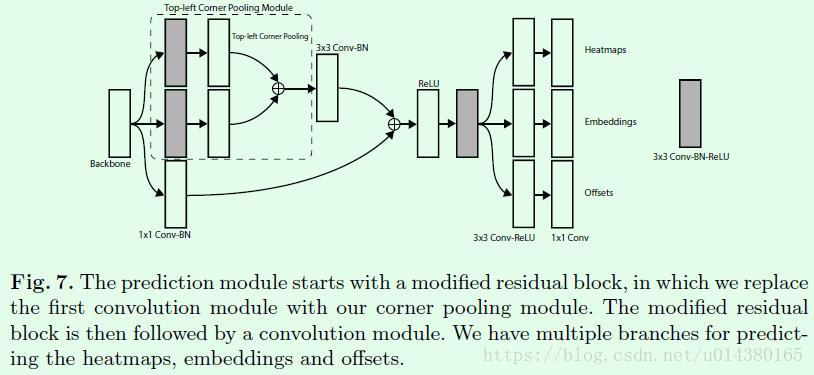 Top-left Corner Pooling Module
Top-left Corner Pooling
3x3 Conv-BN
Heatmaps
ReLU
Embeddings
Backbone
3x3 Conv-BN-ReLU
Offsets
1x1 Conv-BN
3x3 Conv-ReLU
1x1 Conv
Fig. 7. The prediction module starts with a modified residual block, in which we replace
the first convolution module with our corner pooling module. The modified residual
block is then followed by a convolution module. We have multiple branches for predict-
ing the heatmaps, embeddings and offsets.
https://blog.csdn.net/u014380165